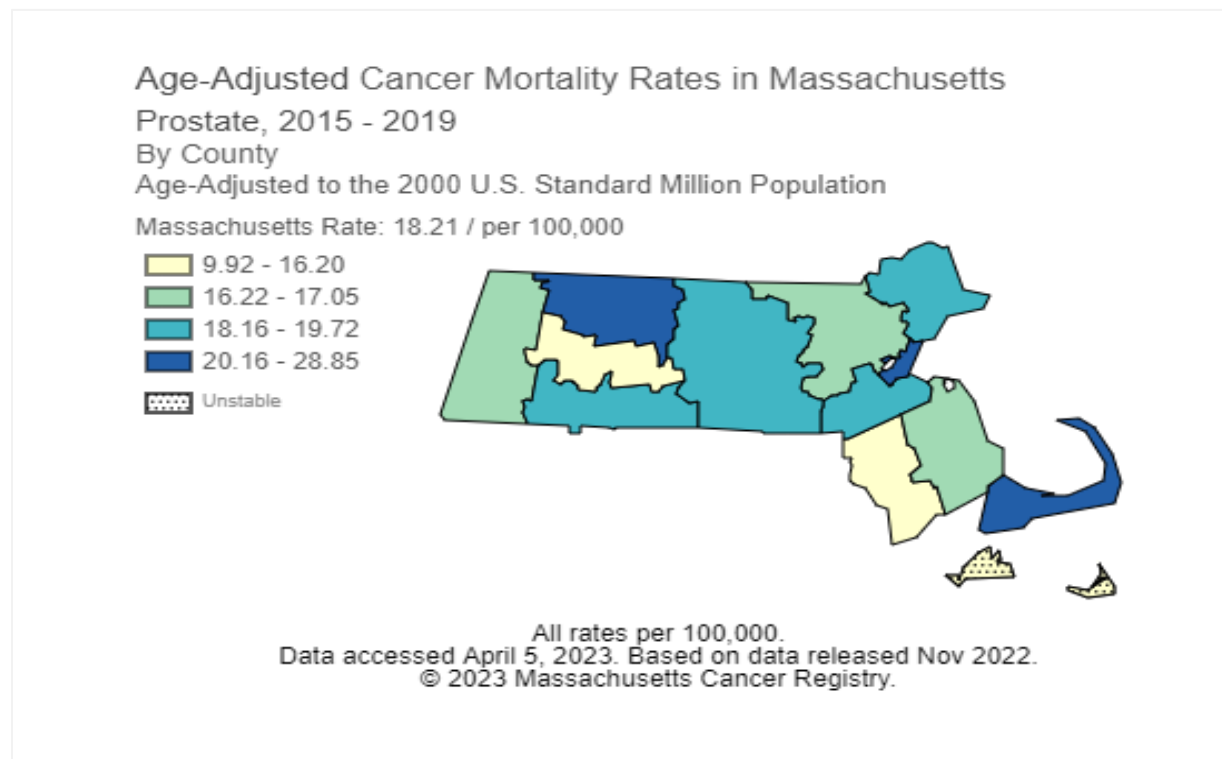 Age-Adjusted Cancer Mortality Rates in Massachusetts
Prostate, 2015 - 2019
By County
Age-Adjusted to the 2000 U.S. Standard Million Population
Massachusetts Rate: 18.21 / per 100,000
9.92 - 16.20
16.22 - 17.05
18.16 - 19.72
20.16 - 28.85
Unstable
All rates per 100,000.
Data accessed April 5, 2023. Based on data released Nov 2022.
© 2023 Massachusetts Cancer Registry.